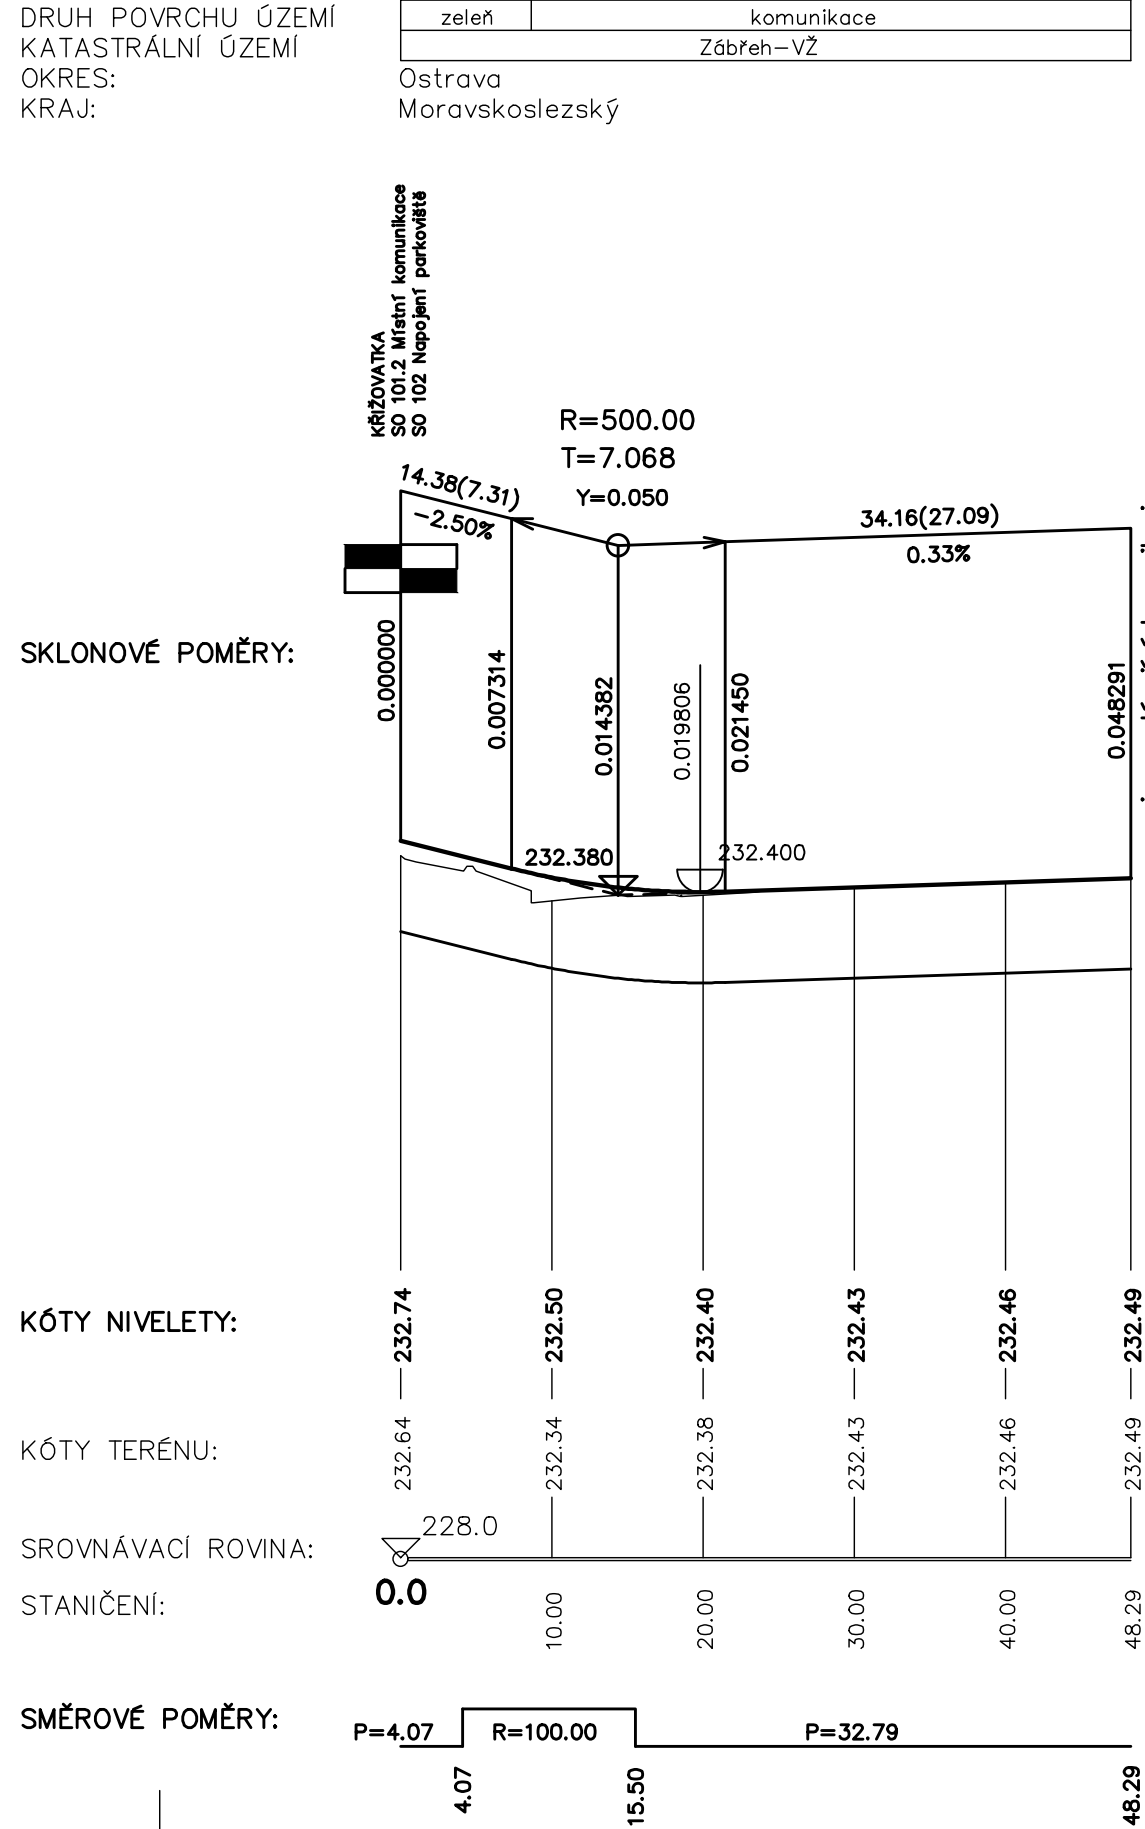 DRUH POVRCHU ÚZEMÍ
zeleň
komunikace
KATASTRÁLNÍ ÚZEMÍ
Zábřeh-VŽ
OKRES:
Ostrava
KRAJ:
Moravskoslezský
KŘIŽOVATKA
SO 101.2 Místní komunikace
SO 102 Napojení parkoviště
R=500.00
T=7.068
Y=0.050
14.38(7.31)
-2.50%
34.16(27.09)
0.33%
SKLONOVÉ POMĚRY:
0.000000
0.007314
0.014382
0.019806
0.021450
0.048291
232.380
232.400
KÓTY NIVELETY:
232.74
232.50
232.40
232.43
232.46
232.49
KÓTY TERÉNU:
232.64
232.34
232.38
232.43
232.46
232.49
SROVNÁVACÍ ROVINA:
228.0
0.0
STANIČENÍ:
10.00
20.00
30.00
40.00
48.29
SMĚROVÉ POMĚRY:
P=4.07
R=100.00
P=32.79
4.07
15.50
48.29